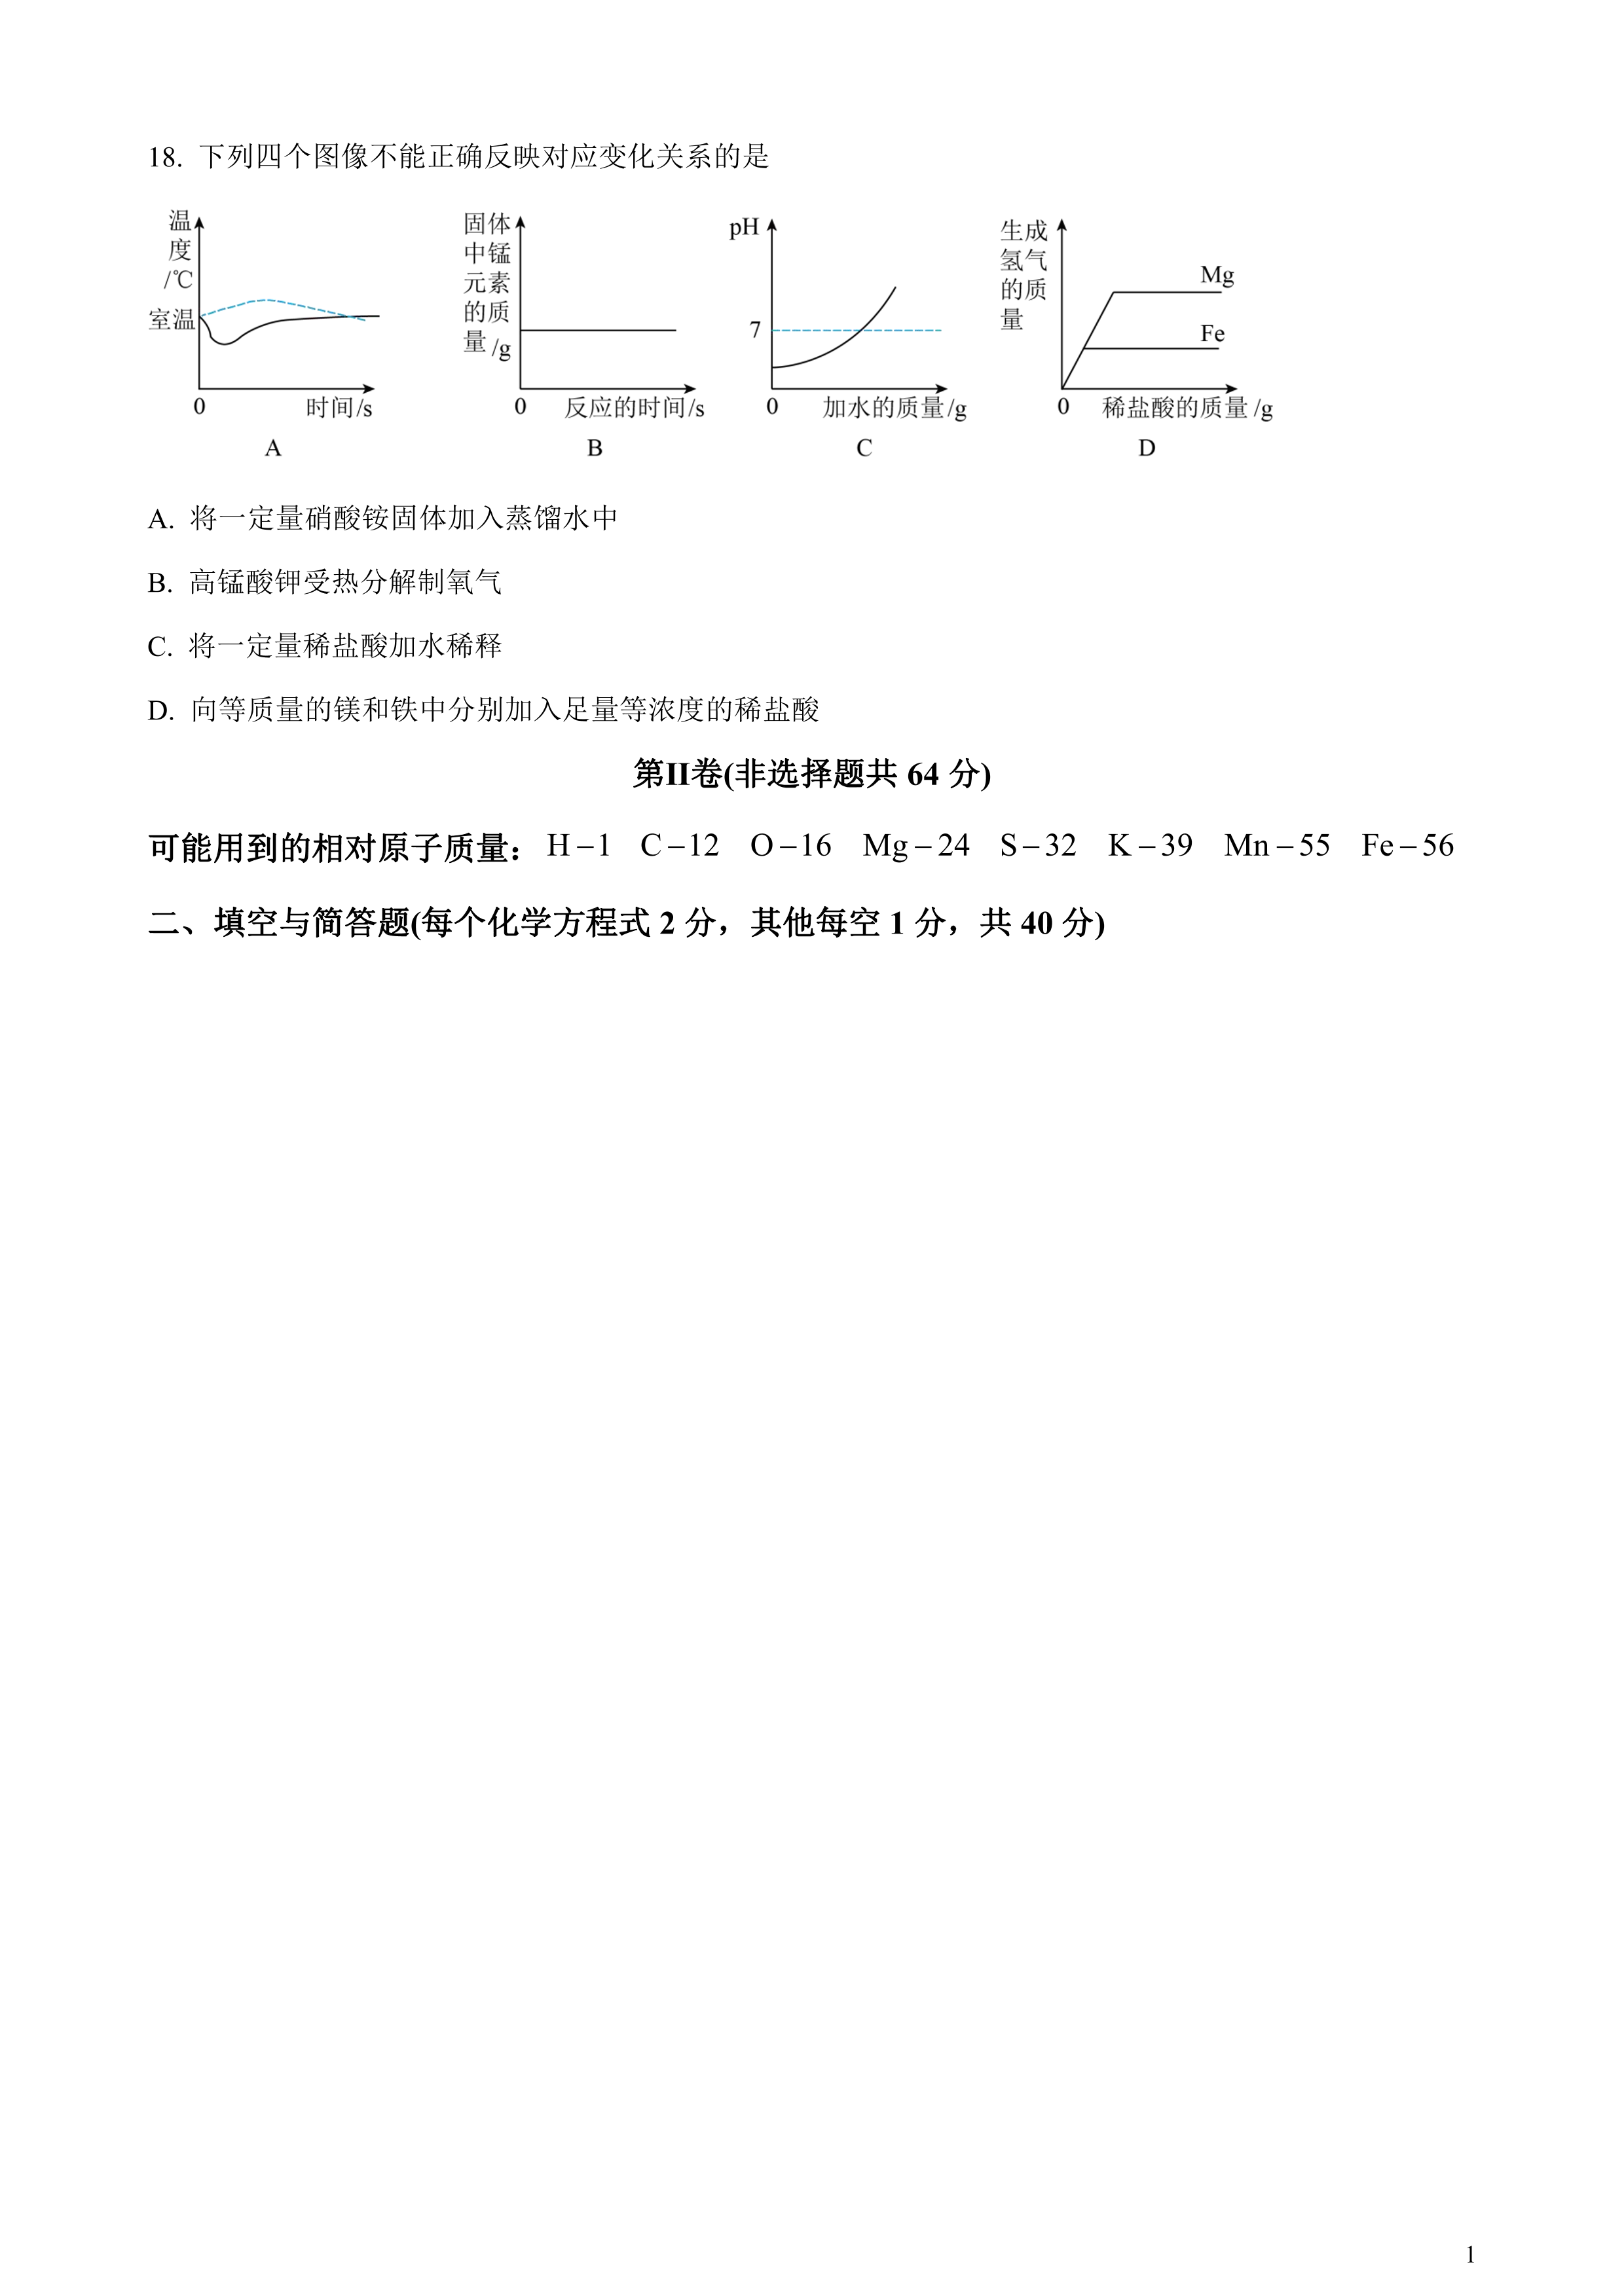 18. 下列四个图像不能正确反映对应变化关系的是
温度/℃
室温
0 时间/s
A
固体中锰元素的质量/g
0 反应的时间/s
B
pH
7
0 加水的质量/g
C
生成氢气的质量
Mg
Fe
0 稀盐酸的质量/g
D
A. 将一定量硝酸铵固体加入蒸馏水中
B. 高锰酸钾受热分解制氧气
C. 将一定量稀盐酸加水稀释
D. 向等质量的镁和铁中分别加入足量等浓度的稀盐酸
第II卷(非选择题共 64 分)
可能用到的相对原子质量：H–1 C–12 O–16 Mg–24 S–32 K–39 Mn–55 Fe–56
二、填空与简答题(每个化学方程式 2 分，其他每空 1 分，共 40 分)
1